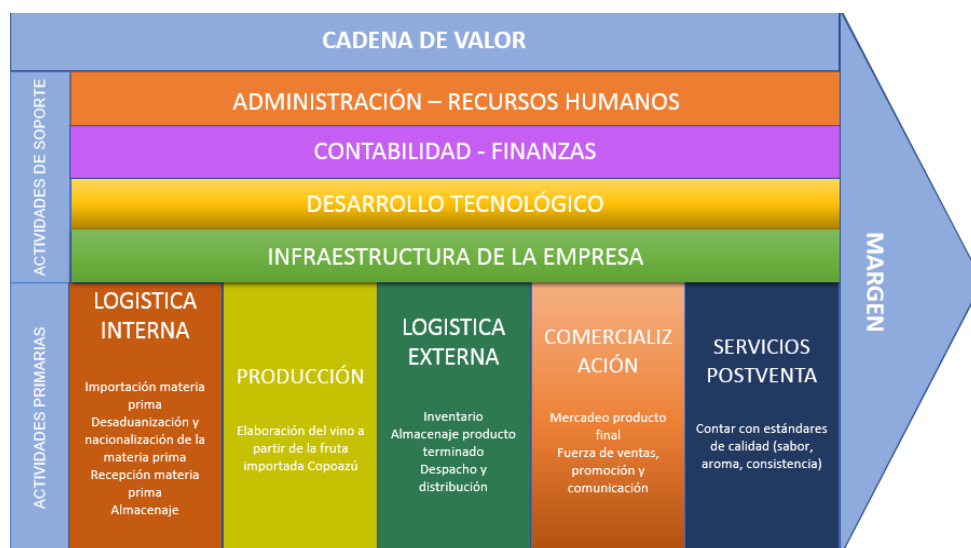 CADENA DE VALOR
ACTIVIDADES DE SOPORTE
ADMINISTRACIÓN – RECURSOS HUMANOS
CONTABILIDAD - FINANZAS
DESARROLLO TECNOLÓGICO
INFRAESTRUCTURA DE LA EMPRESA
ACTIVIDADES PRIMARIAS
LOGISTICA
INTERNA
Importación materia
prima
Desaduanización y
nacionalización de la
materia prima
Recepción materia
prima
Almacenaje
PRODUCCIÓN
Elaboración del vino a
partir de la fruta
importada Copoazú
LOGISTICA
EXTERNA
Inventario
Almacenaje producto
terminado
Despacho y
distribución
COMERCIALIZ
ACIÓN
Mercadeo producto
final
Fuerza de ventas,
promoción y
comunicación
SERVICIOS
POSTVENTA
Contar con estándares
de calidad (sabor,
aroma, consistencia)
MARGEN